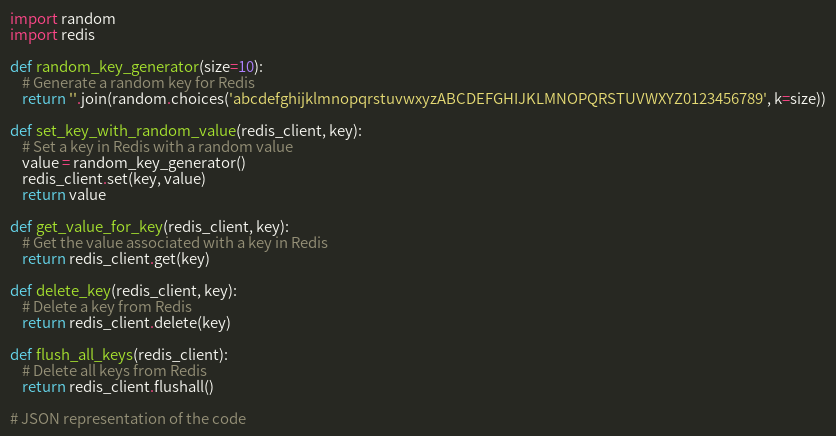 import random
import redis

def random_key_generator(size=10):
    # Generate a random key for Redis
    return ''.join(random.choices('abcdefghijklmnopqrstuvwxyzABCDEFGHIJKLMNOPQRSTUVWXYZ0123456789', k=size))

def set_key_with_random_value(redis_client, key):
    # Set a key in Redis with a random value
    value = random_key_generator()
    redis_client.set(key, value)
    return value

def get_value_for_key(redis_client, key):
    # Get the value associated with a key in Redis
    return redis_client.get(key)

def delete_key(redis_client, key):
    # Delete a key from Redis
    return redis_client.delete(key)

def flush_all_keys(redis_client):
    # Delete all keys from Redis
    return redis_client.flushall()

# JSON representation of the code